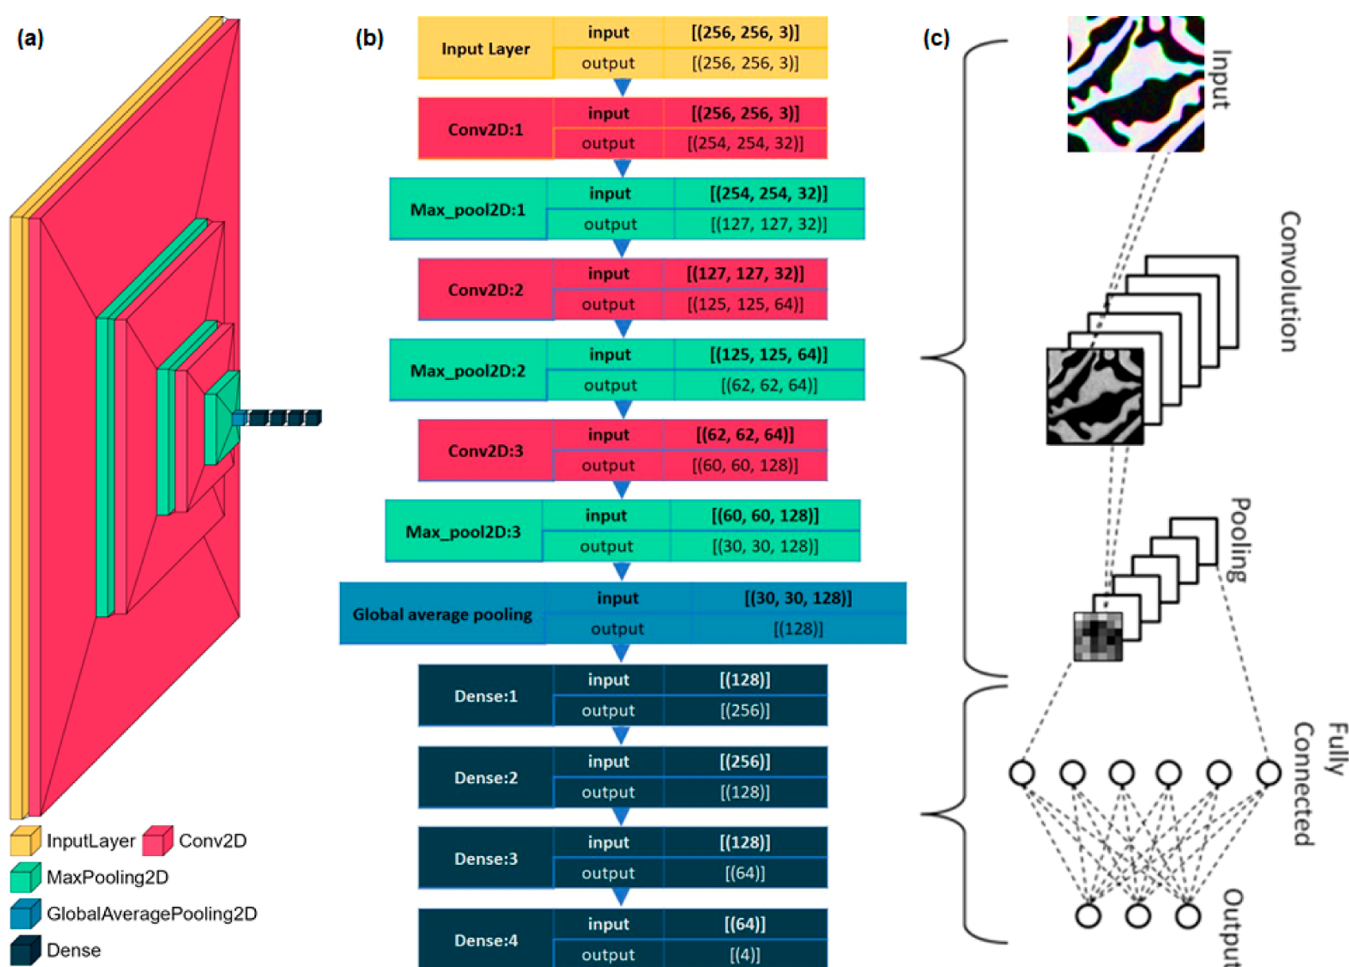 (a)
InputLayer
Conv2D
MaxPooling2D
GlobalAveragePooling2D
Dense
(b)
Input Layer
input
[(256, 256, 3)]
output
[(256, 256, 3)]
Conv2D:1
input
[(256, 256, 3)]
output
[(254, 254, 32)]
Max_pool2D:1
input
[(254, 254, 32)]
output
[(127, 127, 32)]
Conv2D:2
input
[(127, 127, 32)]
output
[(125, 125, 64)]
Max_pool2D:2
input
[(125, 125, 64)]
output
[(62, 62, 64)]
Conv2D:3
input
[(62, 62, 64)]
output
[(60, 60, 128)]
Max_pool2D:3
input
[(60, 60, 128)]
output
[(30, 30, 128)]
Global average pooling
input
[(30, 30, 128)]
output
[(128)]
Dense:1
input
[(128)]
output
[(256)]
Dense:2
input
[(256)]
output
[(128)]
Dense:3
input
[(128)]
output
[(64)]
Dense:4
input
[(64)]
output
[(4)]
(c)
Input
Convolution
Pooling
Fully
Connected
Output